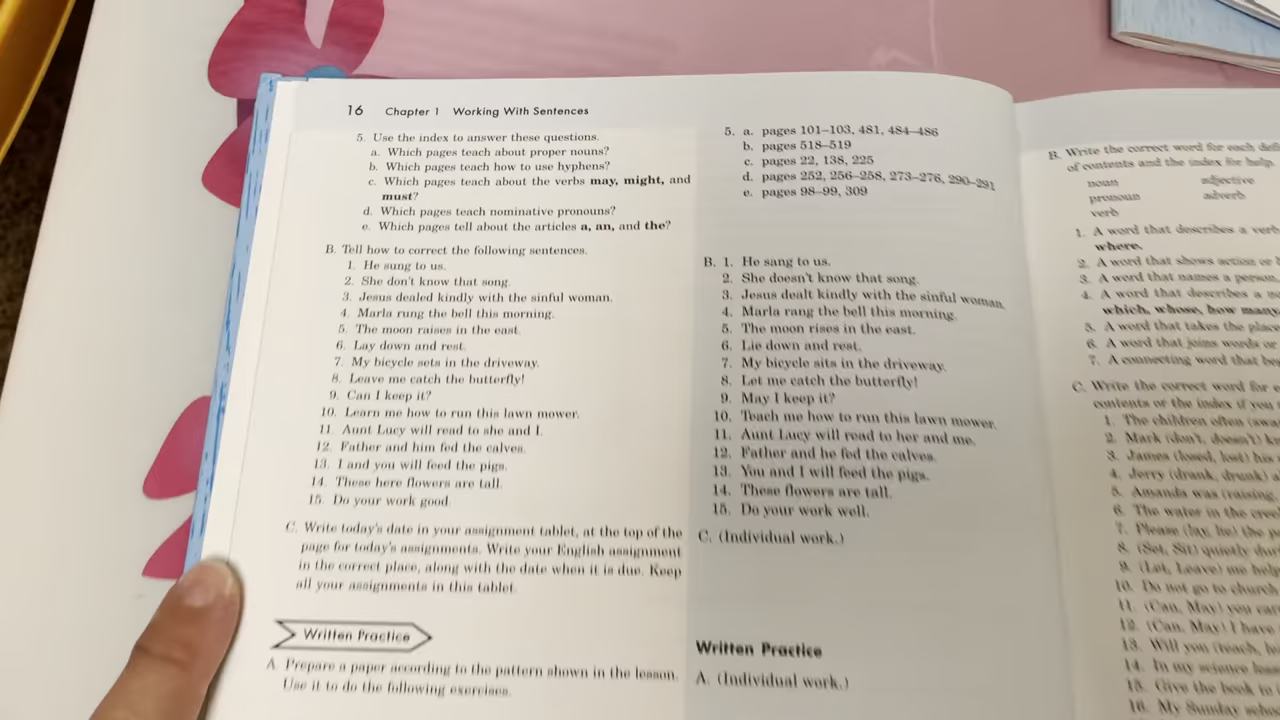 16 Chapter 1 Working With Sentences
5. Use the index to answer these questions.
a. Which pages teach about proper nouns?
b. Which pages teach how to use hyphens?
c. Which pages teach about the verbs may, might, and
must?
d. Which pages teach nominative pronouns?
e. Which pages tell about the articles a, an, and the?
B. Tell how to correct the following sentences.
1. He sung to us.
2. She don't know that song.
3. Jesus dealed kindly with the sinful woman.
4. Marla rung the bell this morning.
5. The moon raises in the east.
6. Lay down and rest.
7. My bicycle sets in the driveway.
8. Leave me catch the butterfly!
9. Can I keep it?
10. Learn me how to run this lawn mower.
11. Aunt Lucy will read to she and I.
12. Father and him fed the calves.
13. I and you will feed the pigs.
14. These here flowers are tall.
15. Do your work good.
C. Write today's date in your assignment tablet, at the top of the
page for today's assignments. Write your English assignment
in the correct place, along with the date when it is due. Keep
all your assignments in this tablet.
Written Practice
A. Prepare a paper according to the pattern shown in the lesson.
Use it to do the following exercises.
5. a. pages 101–103, 481, 484–486
b. pages 518–519
c. pages 22, 138, 225
d. pages 252, 256–258, 273–276, 290–291
e. pages 98–99, 309
B. 1. He sang to us.
2. She doesn't know that song.
3. Jesus dealt kindly with the sinful woman.
4. Marla rang the bell this morning.
5. The moon rises in the east.
6. Lie down and rest.
7. My bicycle sits in the driveway.
8. Let me catch the butterfly!
9. May I keep it?
10. Teach me how to run this lawn mower.
11. Aunt Lucy will read to her and me.
12. Father and he fed the calves.
13. You and I will feed the pigs.
14. These flowers are tall.
15. Do your work well.
C. (Individual work.)
Written Practice
A. (Individual work.)
B. Write the correct word for each
of contents and the index for help.
noun adjective
pronoun adverb
verb
1. A word that describes a verb
where.
2. A word that shows action or
3. A word that names a person,
4. A word that describes a
which, whose, how many
5. A word that takes the place
6. A word that joins words or
7. A connecting word that
C. Write the correct word for
contents or the index if you
1. The children often
2. Mark (don't, doesn't)
3. James (losed, lost) his
4. Jerry (drank, drunk)
5. Amanda was (raising,
6. The water in the
7. Please (lay, lie) the
8. (Set, Sit) quietly
9. (Let, Leave) me help
10. Do not go to church
11. (Can, May) you
12. (Can, May) I have
13. Will you (teach,
14. In my science
15. Give the book to
16. My Sunday